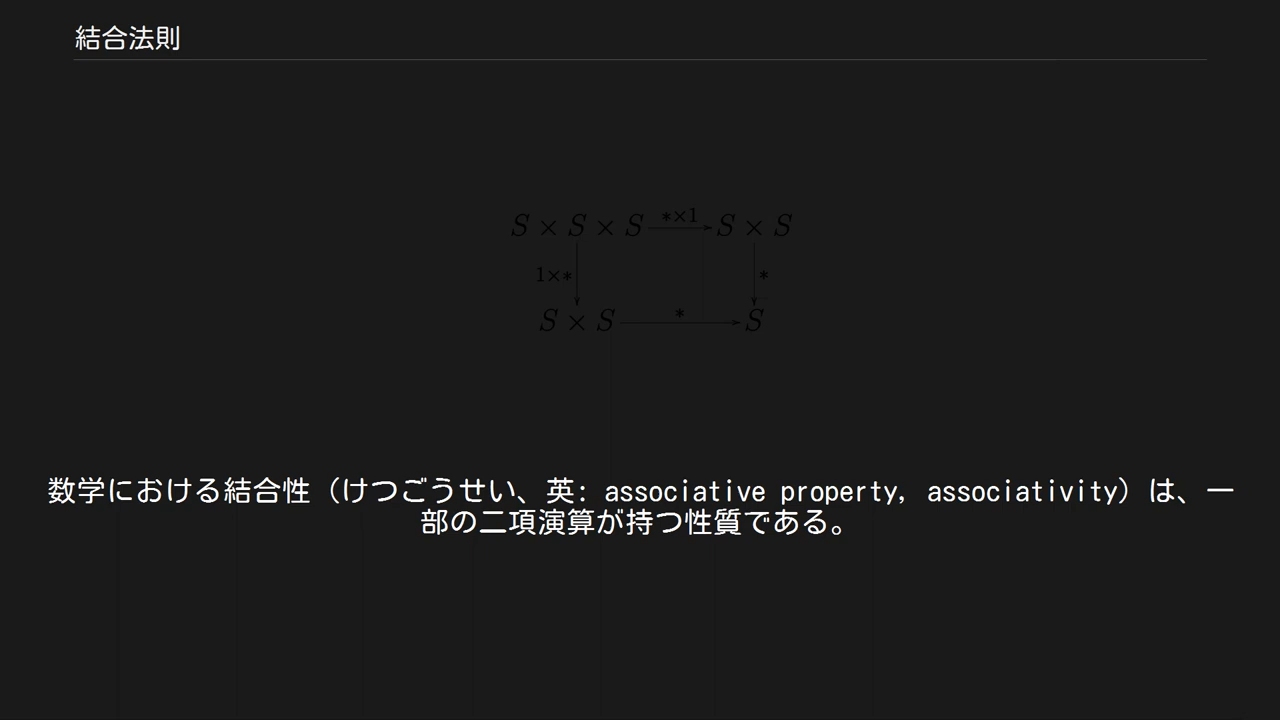 結合法則
S × S × S *×1 S × S
1×* *
S × S * S
数学における結合性（けつごうせい、英: associative property, associativity）は、一
部の二項演算が持つ性質である。